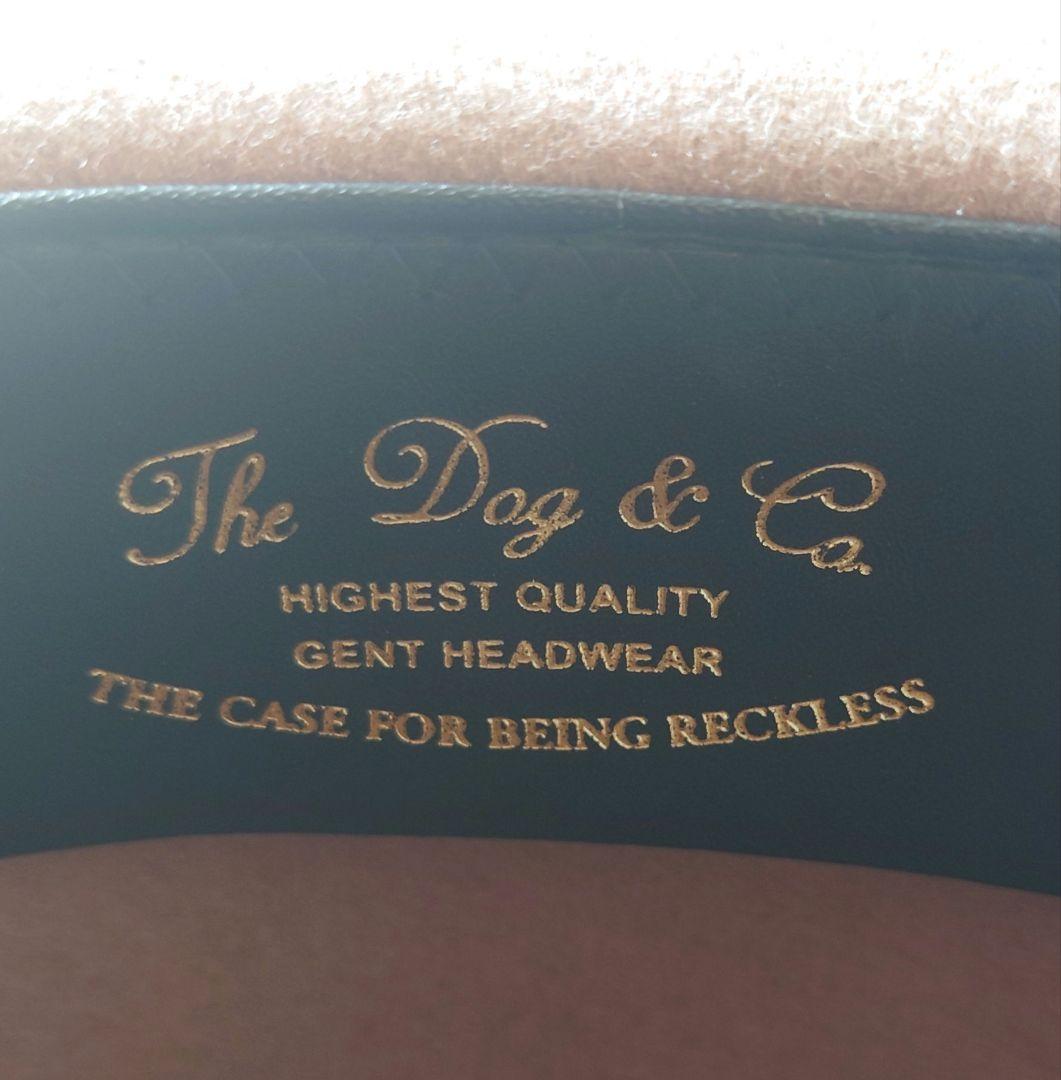 The Dog & Co.
HIGHEST QUALITY
GENT HEADWEAR
THE CASE FOR BEING RECKLESS